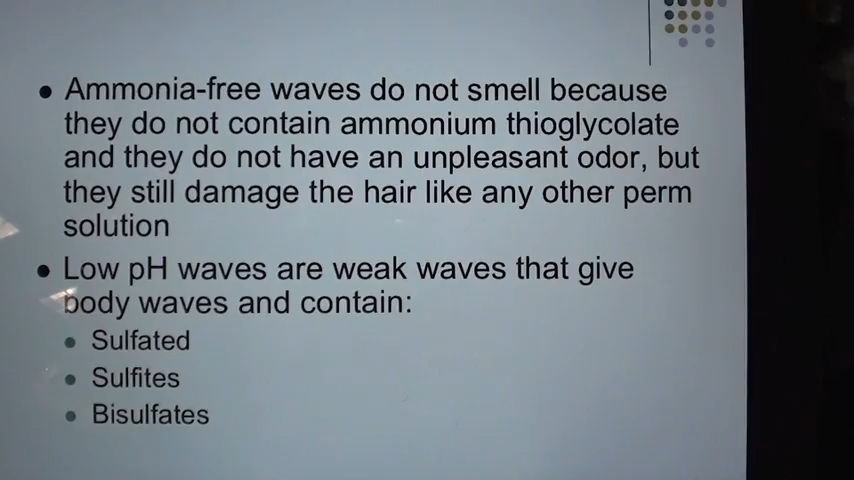 Ammonia-free waves do not smell because
they do not contain ammonium thioglycolate
and they do not have an unpleasant odor, but
they still damage the hair like any other perm
solution
Low pH waves are weak waves that give
body waves and contain:
Sulfated
Sulfites
Bisulfates